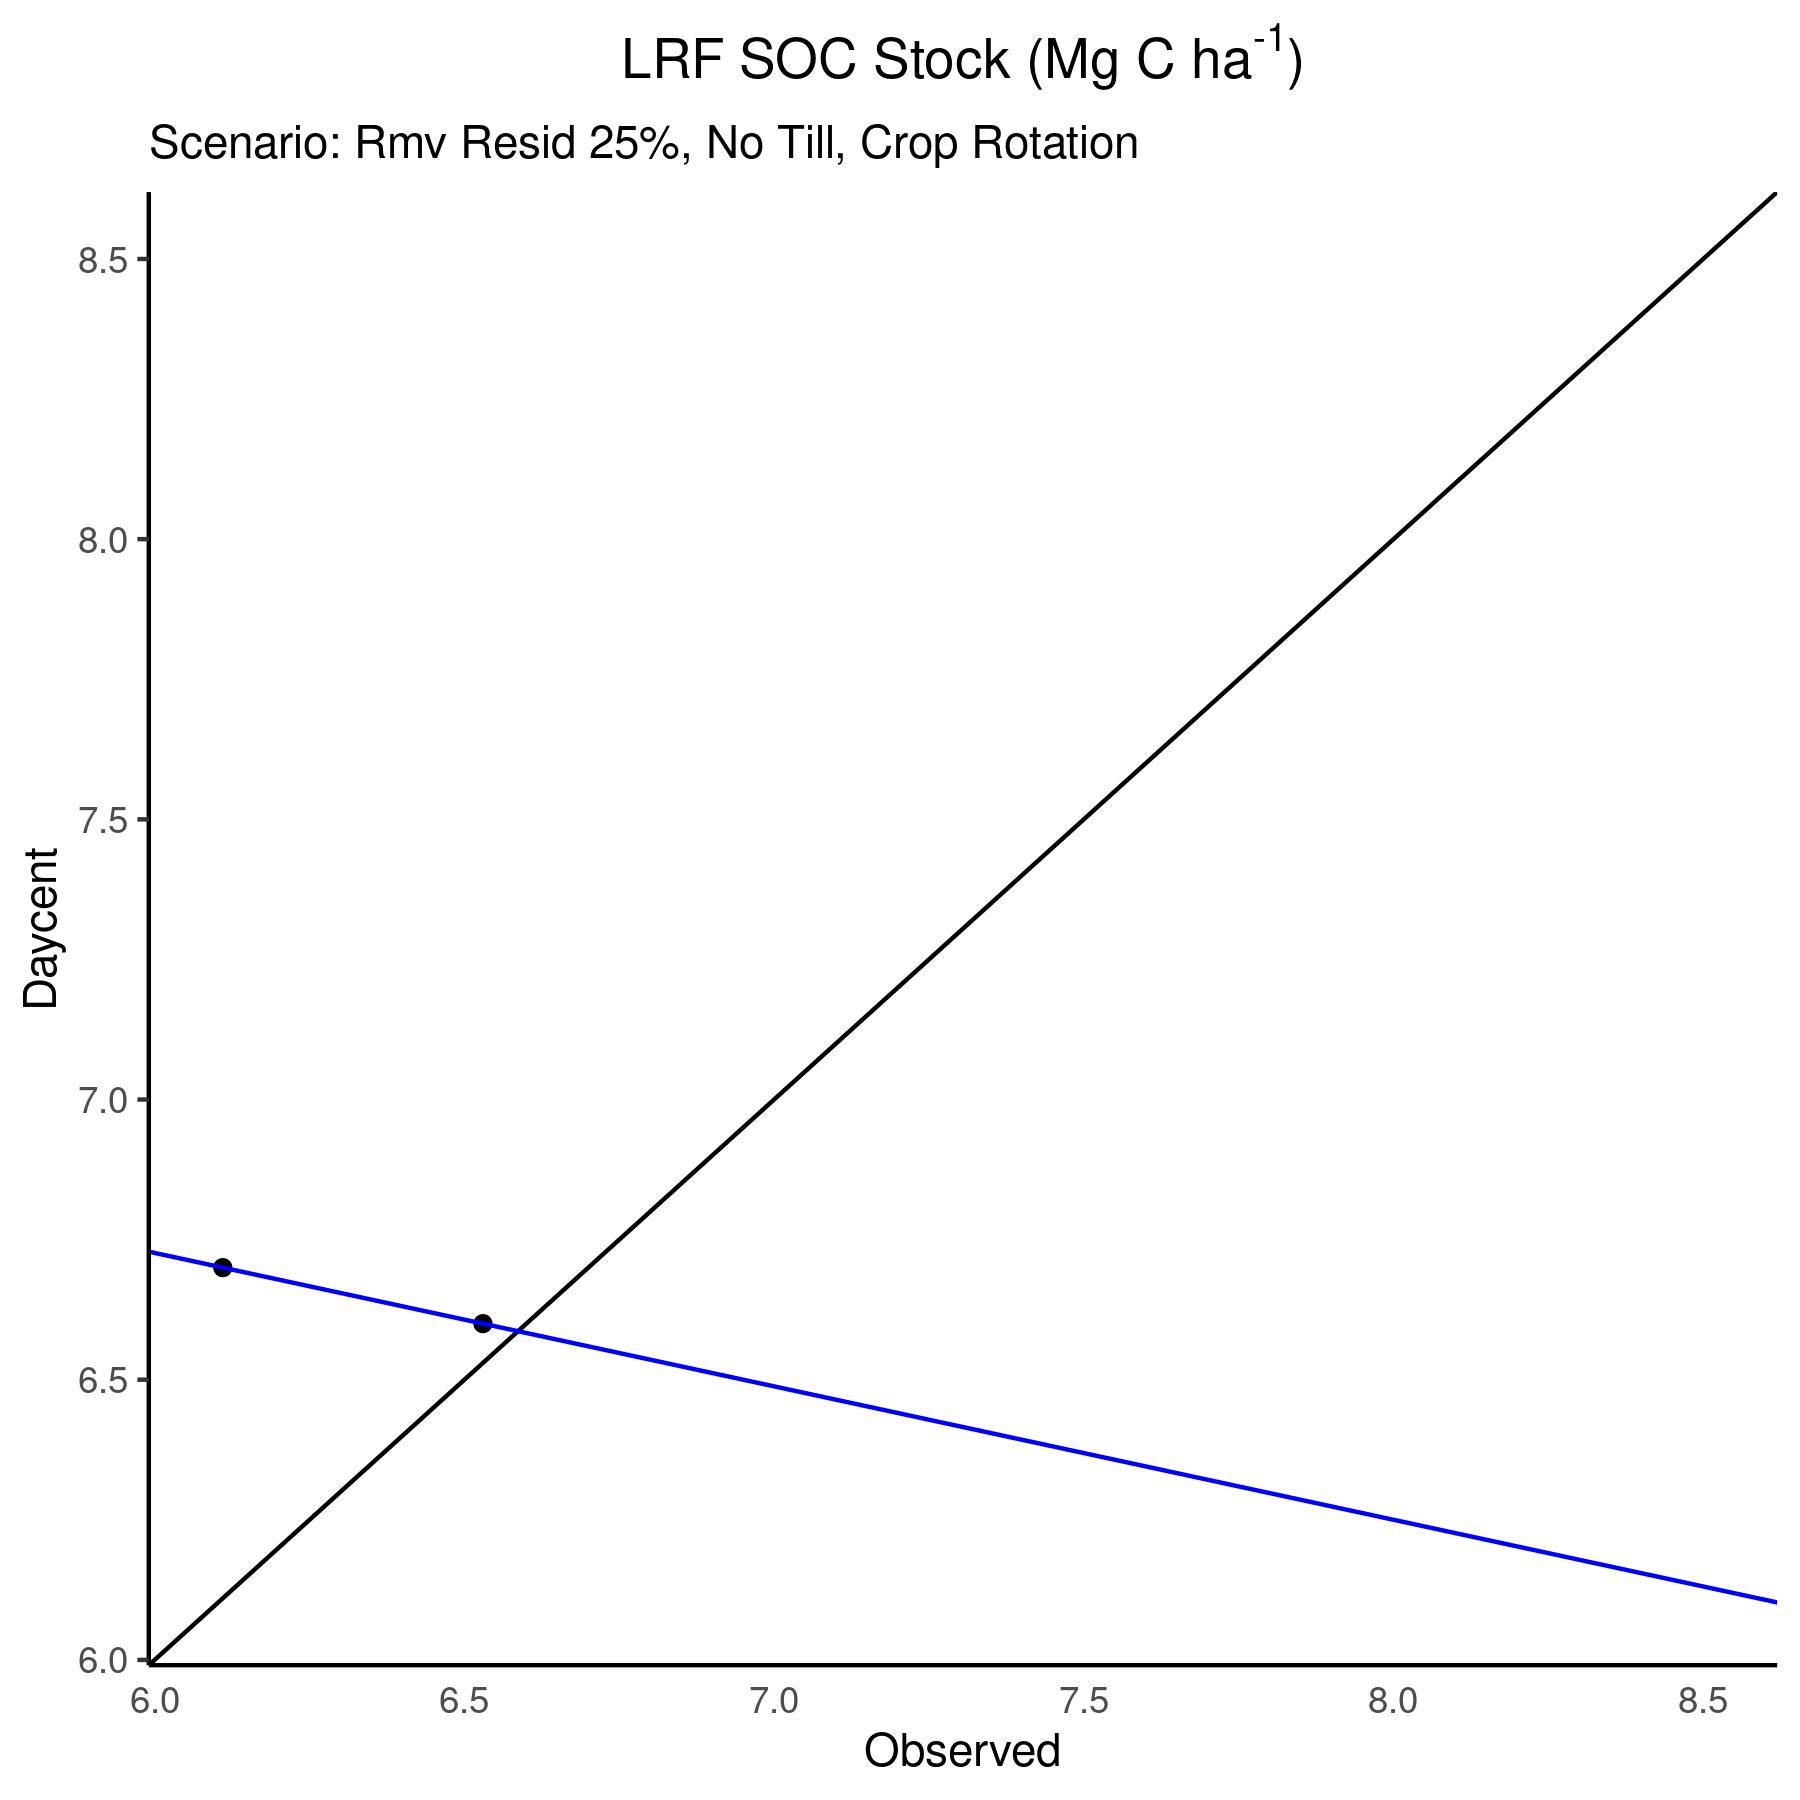 LRF SOC Stock (Mg C ha⁻¹)
Scenario: Rmv Resid 25%, No Till, Crop Rotation
8.5
8.0
7.5
7.0
6.5
6.0
Daycent
6.0 6.5 7.0 7.5 8.0 8.5
Observed